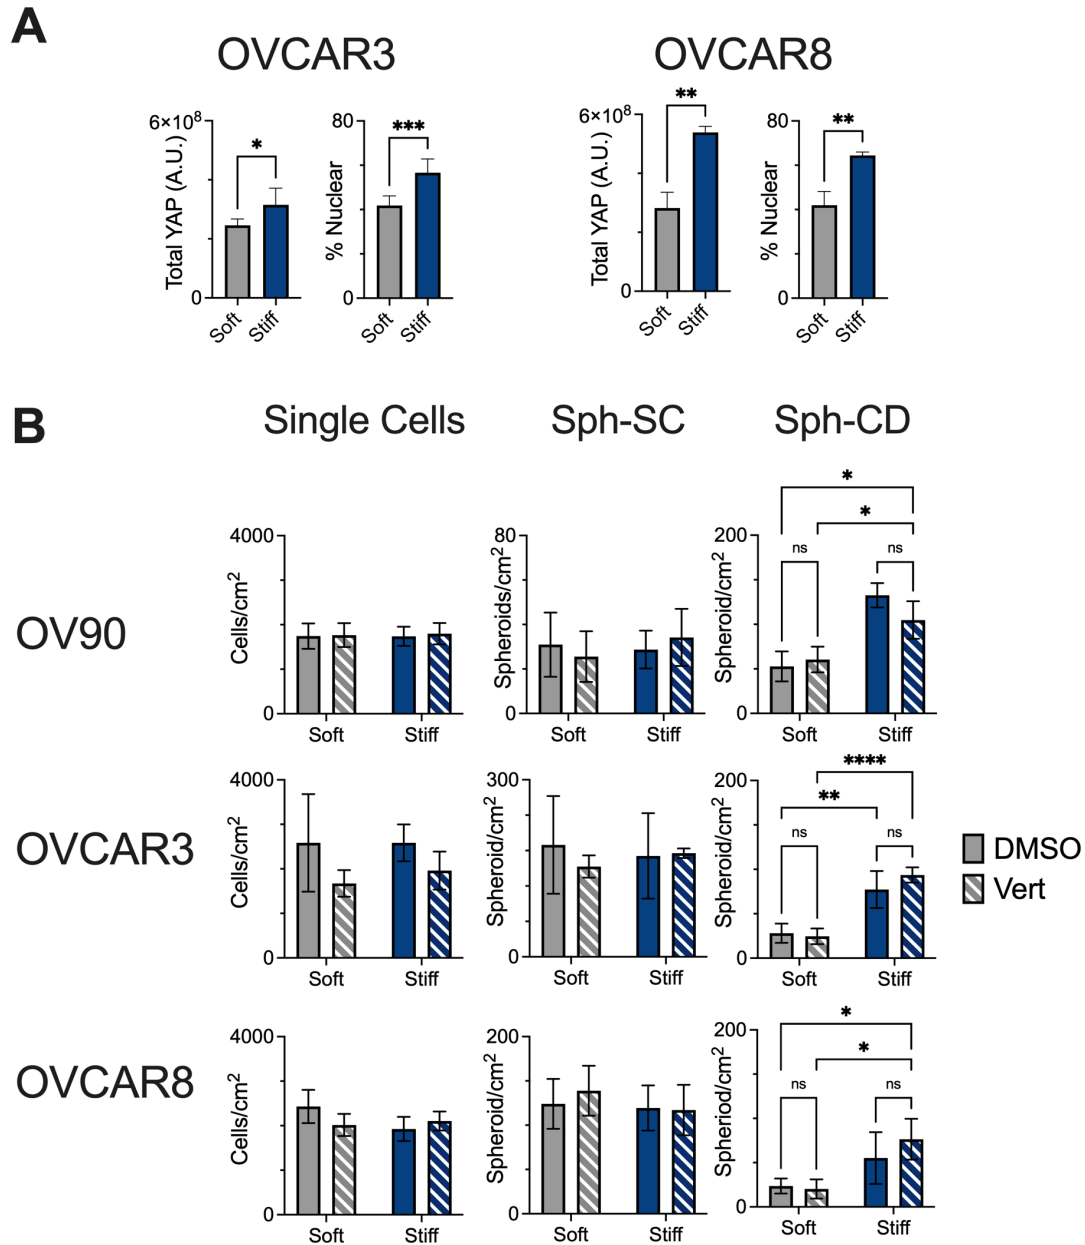 A
OVCAR3
OVCAR8
6×10⁸
0
Total YAP (A.U.)
*
Soft
Stiff
80
0
% Nuclear
***
Soft
Stiff
6×10⁸
0
Total YAP (A.U.)
**
Soft
Stiff
80
0
% Nuclear
**
Soft
Stiff
B
Single Cells
Sph-SC
Sph-CD
OV90
4000
0
Cells/cm²
Soft
Stiff
80
0
Spheroids/cm²
Soft
Stiff
200
0
Spheroid/cm²
*
*
ns
ns
Soft
Stiff
OVCAR3
4000
0
Cells/cm²
Soft
Stiff
300
0
Spheroid/cm²
Soft
Stiff
200
0
Spheroid/cm²
****
**
ns
ns
Soft
Stiff
DMSO
Vert
OVCAR8
4000
0
Cells/cm²
Soft
Stiff
200
0
Spheroid/cm²
Soft
Stiff
200
0
Spheriod/cm²
*
*
ns
ns
Soft
Stiff